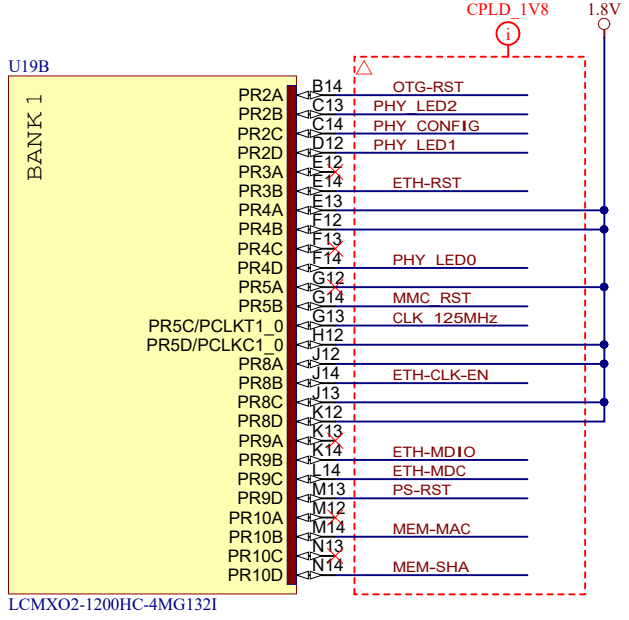 CPLD_1V8
1.8V
i
U19B
BANK 1
PR2A B14 OTG-RST
PR2B C13 PHY_LED2
PR2C C14 PHY_CONFIG
PR2D D12 PHY_LED1
PR3A E12
PR3B E14 ETH-RST
PR4A E13
PR4B F12
PR4C F13
PR4D F14 PHY_LED0
PR5A G12
PR5B G14 MMC_RST
PR5C/PCLKT1_0 G13 CLK_125MHz
PR5D/PCLKC1_0 H12
PR8A J12
PR8B J14 ETH-CLK-EN
PR8C J13
PR8D K12
PR9A K13
PR9B K14 ETH-MDIO
PR9C L14 ETH-MDC
PR9D M13 PS-RST
PR10A M12
PR10B M14 MEM-MAC
PR10C N13
PR10D N14 MEM-SHA
LCMXO2-1200HC-4MG132I